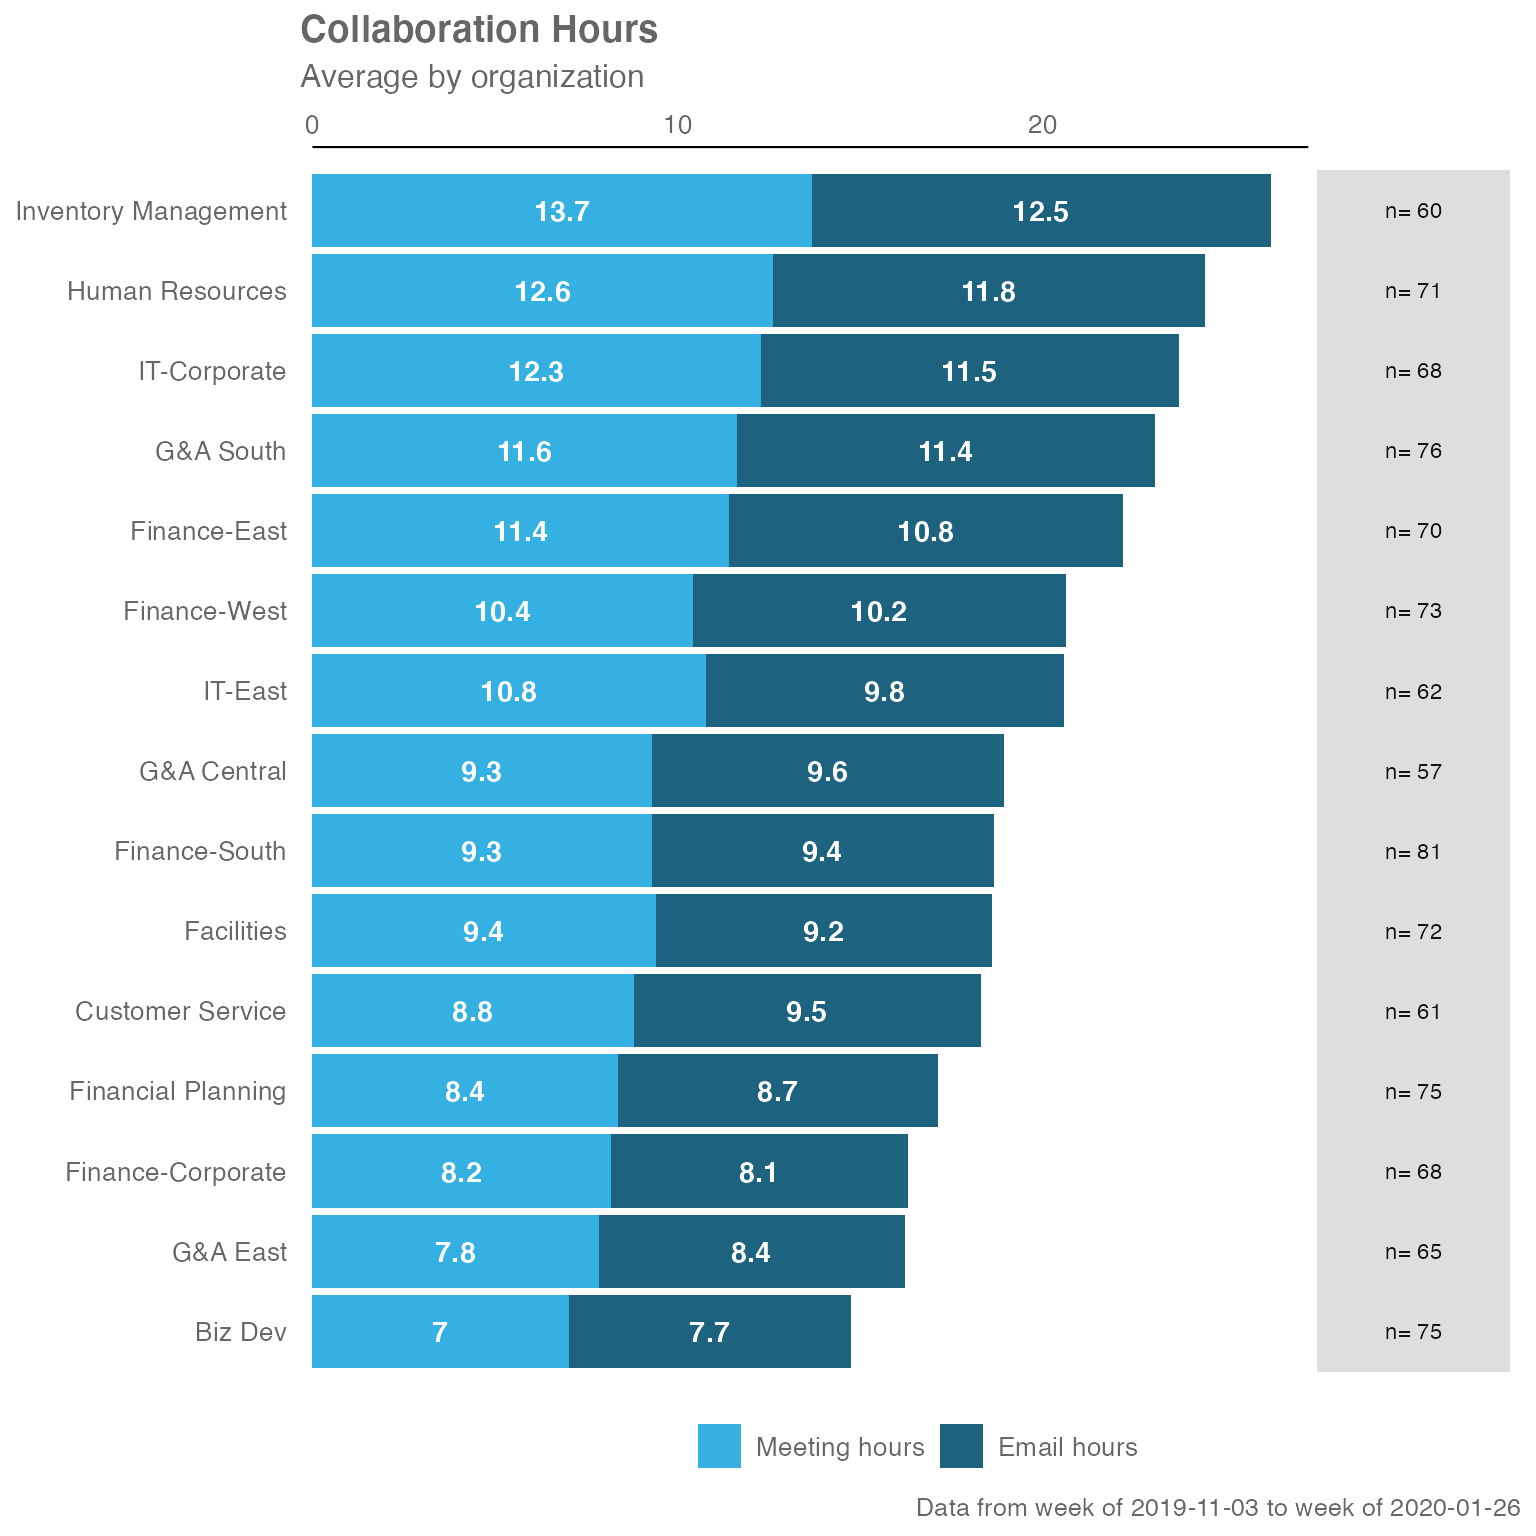 Collaboration Hours
Average by organization
0 10 20
Inventory Management 13.7 12.5 n= 60
Human Resources 12.6 11.8 n= 71
IT-Corporate 12.3 11.5 n= 68
G&A South 11.6 11.4 n= 76
Finance-East 11.4 10.8 n= 70
Finance-West 10.4 10.2 n= 73
IT-East 10.8 9.8 n= 62
G&A Central 9.3 9.6 n= 57
Finance-South 9.3 9.4 n= 81
Facilities 9.4 9.2 n= 72
Customer Service 8.8 9.5 n= 61
Financial Planning 8.4 8.7 n= 75
Finance-Corporate 8.2 8.1 n= 68
G&A East 7.8 8.4 n= 65
Biz Dev 7 7.7 n= 75
Meeting hours Email hours
Data from week of 2019-11-03 to week of 2020-01-26